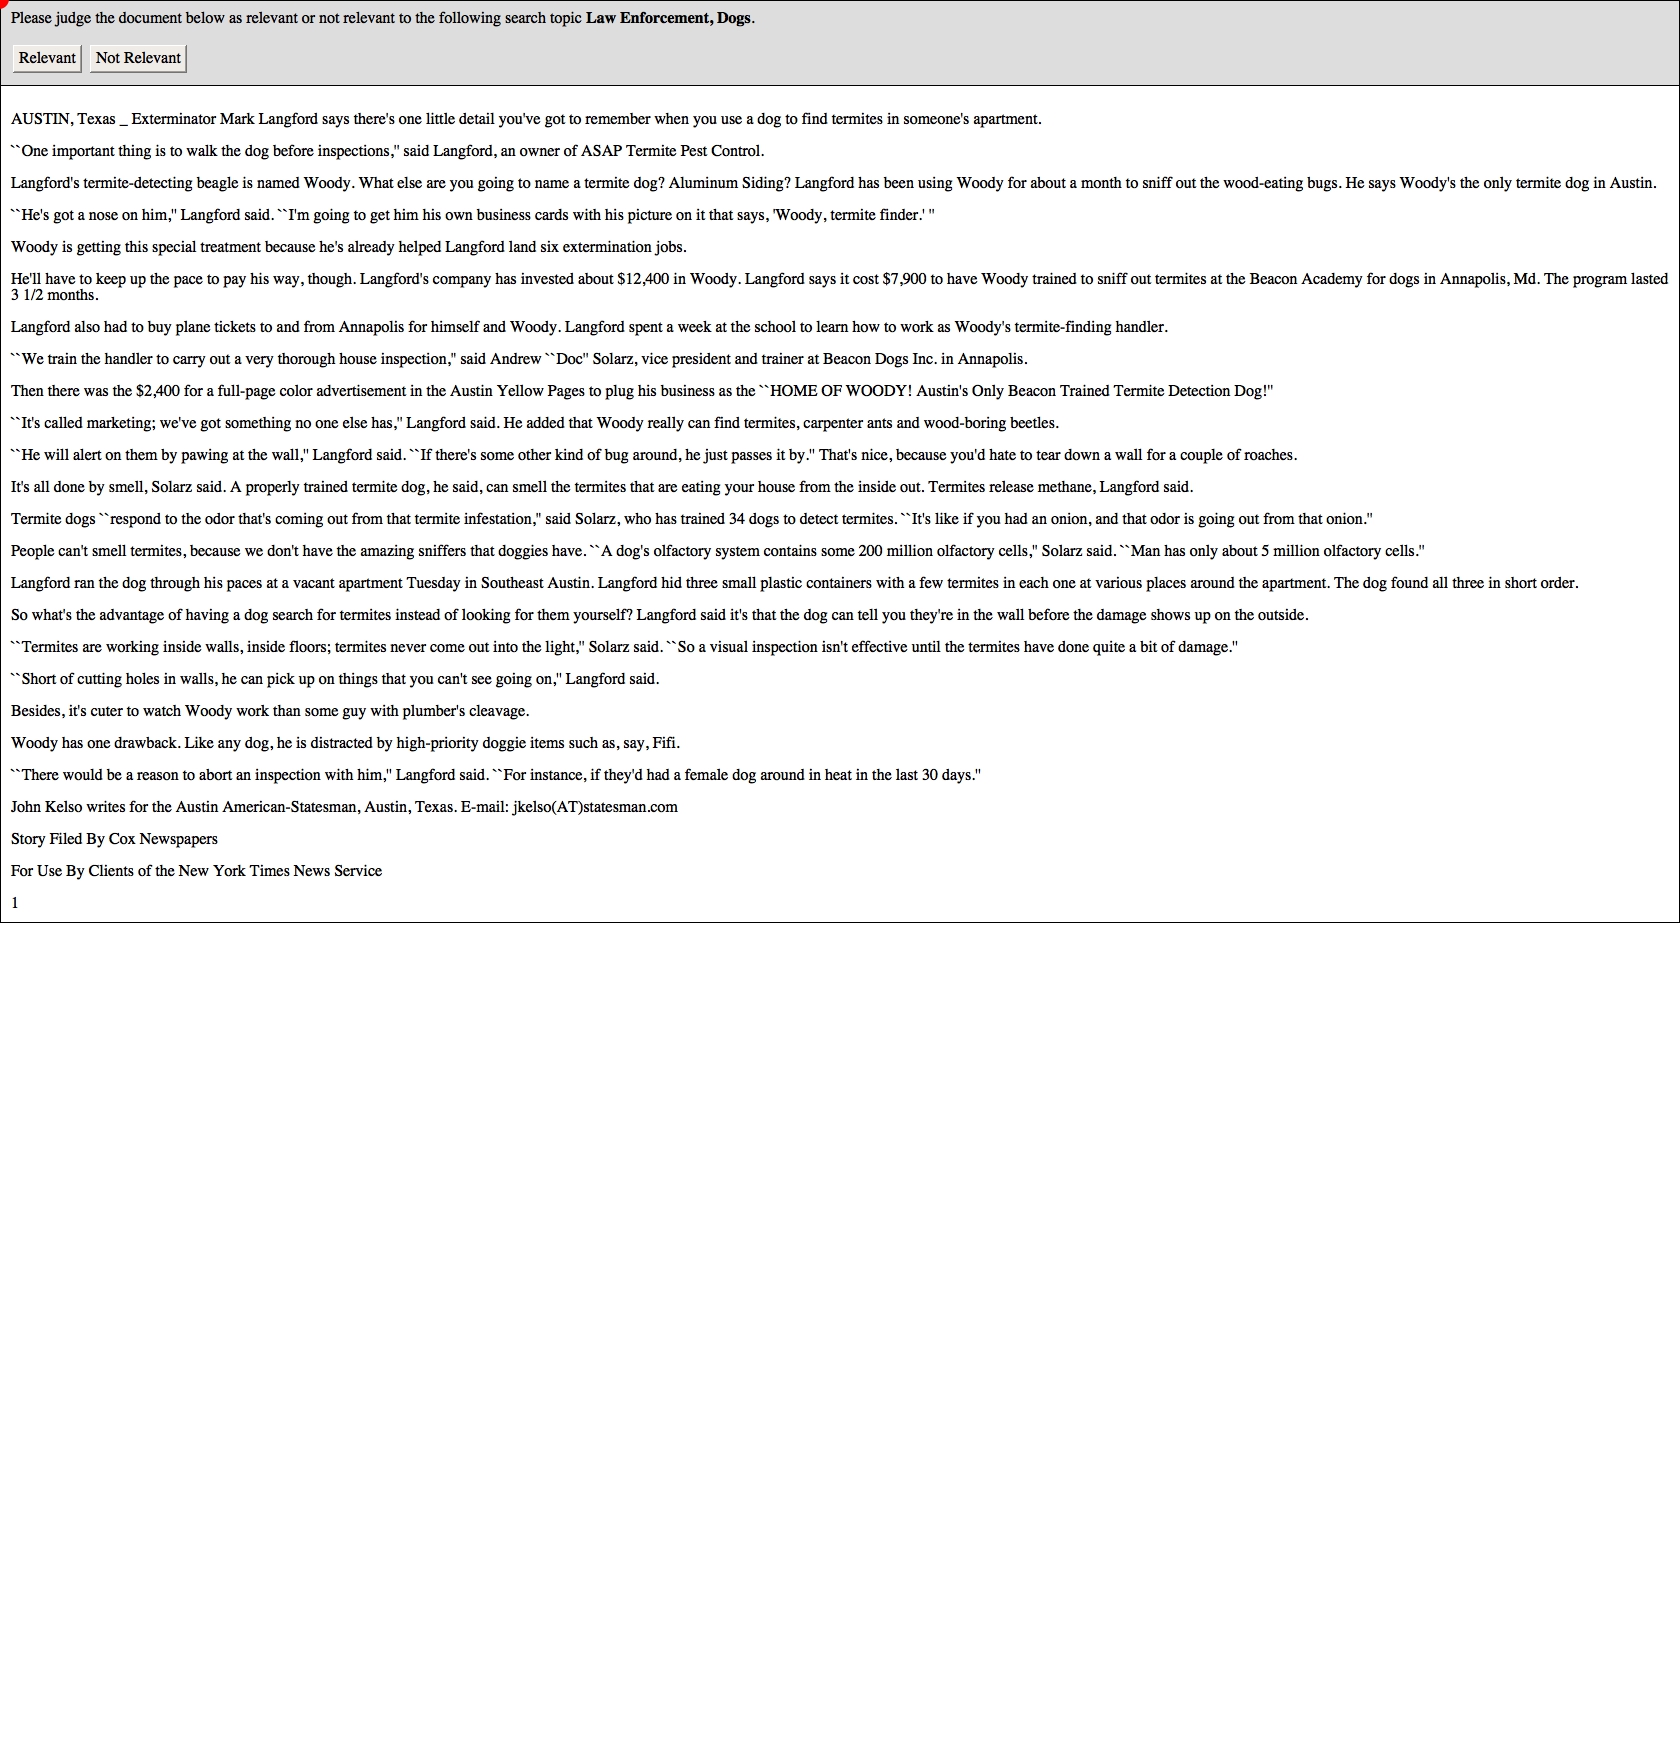 Please judge the document below as relevant or not relevant to the following search topic Law Enforcement, Dogs.
Relevant Not Relevant
AUSTIN, Texas _ Exterminator Mark Langford says there's one little detail you've got to remember when you use a dog to find termites in someone's apartment.
``One important thing is to walk the dog before inspections,'' said Langford, an owner of ASAP Termite Pest Control.
Langford's termite-detecting beagle is named Woody. What else are you going to name a termite dog? Aluminum Siding? Langford has been using Woody for about a month to sniff out the wood-eating bugs. He says Woody's the only termite dog in Austin.
``He's got a nose on him,'' Langford said. ``I'm going to get him his own business cards with his picture on it that says, 'Woody, termite finder.' ''
Woody is getting this special treatment because he's already helped Langford land six extermination jobs.
He'll have to keep up the pace to pay his way, though. Langford's company has invested about $12,400 in Woody. Langford says it cost $7,900 to have Woody trained to sniff out termites at the Beacon Academy for dogs in Annapolis, Md. The program lasted
3 1/2 months.
Langford also had to buy plane tickets to and from Annapolis for himself and Woody. Langford spent a week at the school to learn how to work as Woody's termite-finding handler.
``We train the handler to carry out a very thorough house inspection,'' said Andrew ``Doc'' Solarz, vice president and trainer at Beacon Dogs Inc. in Annapolis.
Then there was the $2,400 for a full-page color advertisement in the Austin Yellow Pages to plug his business as the ``HOME OF WOODY! Austin's Only Beacon Trained Termite Detection Dog!''
``It's called marketing; we've got something no one else has,'' Langford said. He added that Woody really can find termites, carpenter ants and wood-boring beetles.
``He will alert on them by pawing at the wall,'' Langford said. ``If there's some other kind of bug around, he just passes it by.'' That's nice, because you'd hate to tear down a wall for a couple of roaches.
It's all done by smell, Solarz said. A properly trained termite dog, he said, can smell the termites that are eating your house from the inside out. Termites release methane, Langford said.
Termite dogs ``respond to the odor that's coming out from that termite infestation,'' said Solarz, who has trained 34 dogs to detect termites. ``It's like if you had an onion, and that odor is going out from that onion.''
People can't smell termites, because we don't have the amazing sniffers that doggies have. ``A dog's olfactory system contains some 200 million olfactory cells,'' Solarz said. ``Man has only about 5 million olfactory cells.''
Langford ran the dog through his paces at a vacant apartment Tuesday in Southeast Austin. Langford hid three small plastic containers with a few termites in each one at various places around the apartment. The dog found all three in short order.
So what's the advantage of having a dog search for termites instead of looking for them yourself? Langford said it's that the dog can tell you they're in the wall before the damage shows up on the outside.
``Termites are working inside walls, inside floors; termites never come out into the light,'' Solarz said. ``So a visual inspection isn't effective until the termites have done quite a bit of damage.''
``Short of cutting holes in walls, he can pick up on things that you can't see going on,'' Langford said.
Besides, it's cuter to watch Woody work than some guy with plumber's cleavage.
Woody has one drawback. Like any dog, he is distracted by high-priority doggie items such as, say, Fifi.
``There would be a reason to abort an inspection with him,'' Langford said. ``For instance, if they'd had a female dog around in heat in the last 30 days.''
John Kelso writes for the Austin American-Statesman, Austin, Texas. E-mail: jkelso(AT)statesman.com
Story Filed By Cox Newspapers
For Use By Clients of the New York Times News Service
1